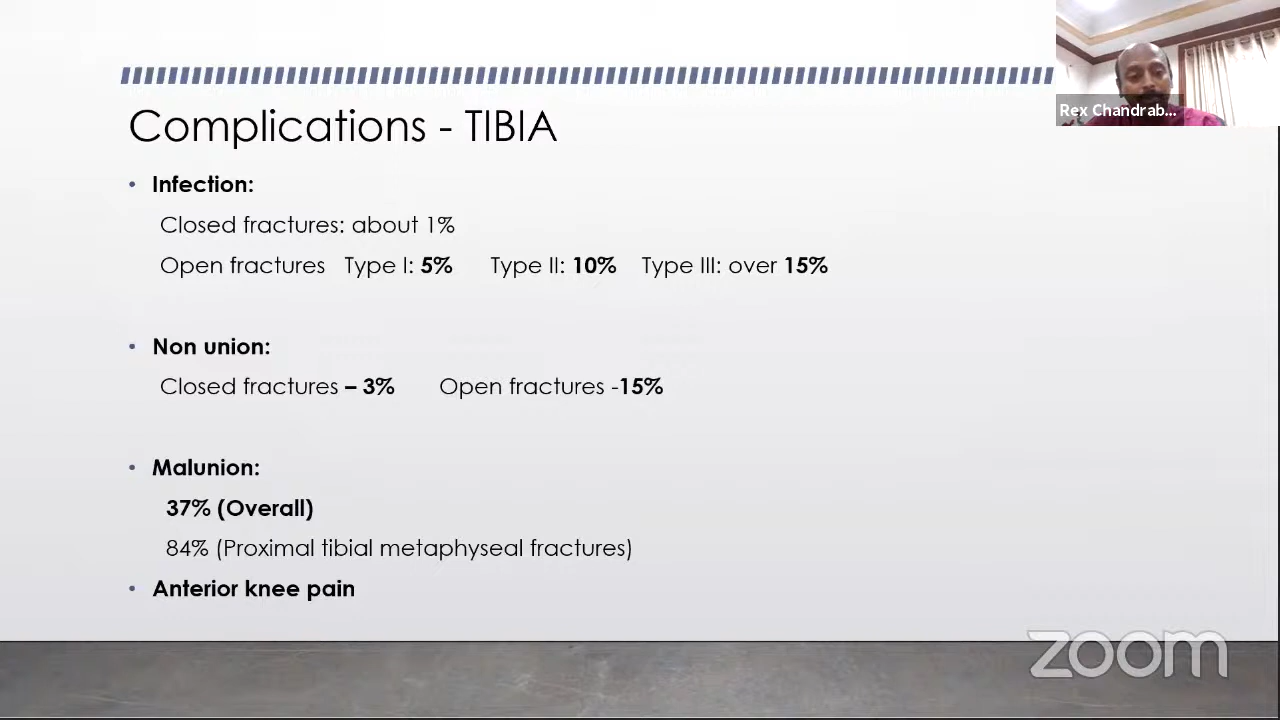 Rex Chandrab...
Complications - TIBIA
• Infection:
Closed fractures: about 1%
Open fractures Type I: 5% Type II: 10% Type III: over 15%
• Non union:
Closed fractures – 3% Open fractures -15%
• Malunion:
37% (Overall)
84% (Proximal tibial metaphyseal fractures)
• Anterior knee pain
zoom